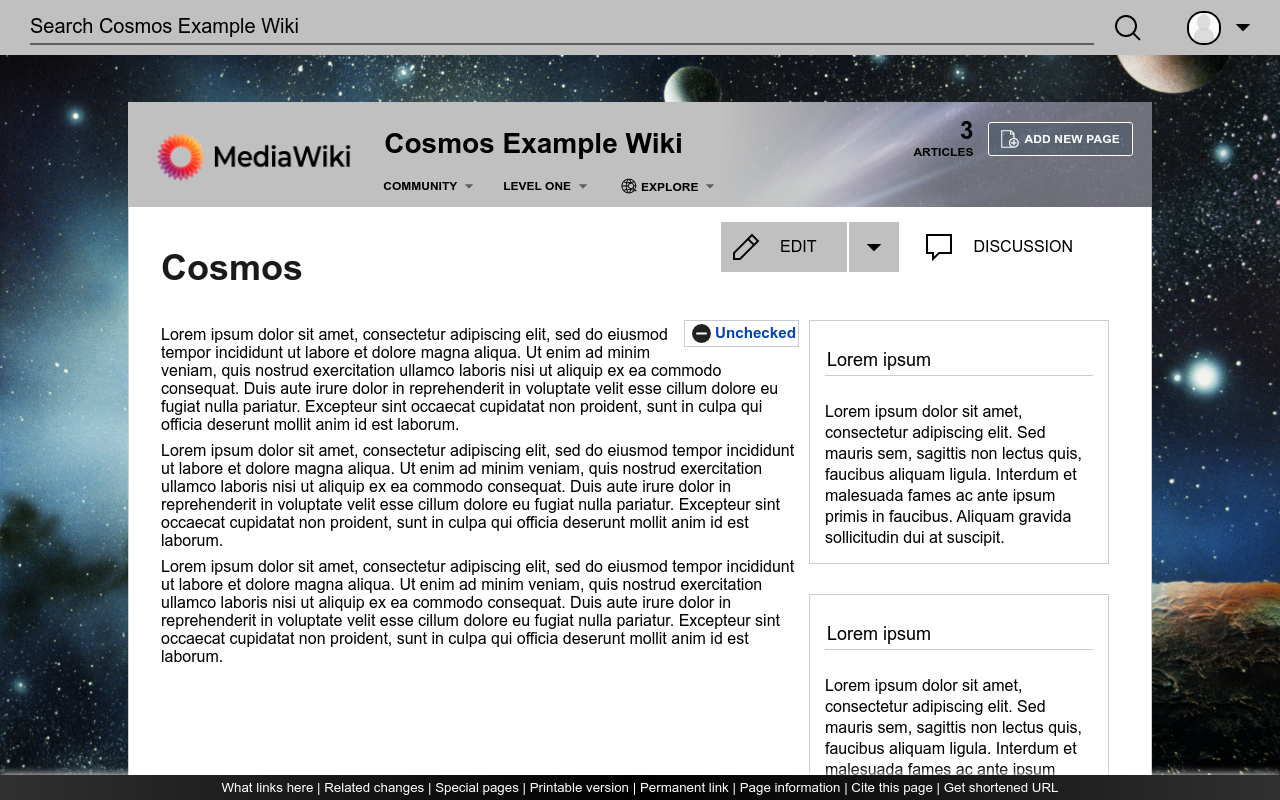 Search Cosmos Example Wiki
MediaWiki
Cosmos Example Wiki
3
ARTICLES
ADD NEW PAGE
COMMUNITY
LEVEL ONE
EXPLORE
Cosmos
EDIT
DISCUSSION
Unchecked
Lorem ipsum dolor sit amet, consectetur adipiscing elit, sed do eiusmod
tempor incididunt ut labore et dolore magna aliqua. Ut enim ad minim
veniam, quis nostrud exercitation ullamco laboris nisi ut aliquip ex ea commodo
consequat. Duis aute irure dolor in reprehenderit in voluptate velit esse cillum dolore eu
fugiat nulla pariatur. Excepteur sint occaecat cupidatat non proident, sunt in culpa qui
officia deserunt mollit anim id est laborum.
Lorem ipsum dolor sit amet, consectetur adipiscing elit, sed do eiusmod tempor incididunt
ut labore et dolore magna aliqua. Ut enim ad minim veniam, quis nostrud exercitation
ullamco laboris nisi ut aliquip ex ea commodo consequat. Duis aute irure dolor in
reprehenderit in voluptate velit esse cillum dolore eu fugiat nulla pariatur. Excepteur sint
occaecat cupidatat non proident, sunt in culpa qui officia deserunt mollit anim id est
laborum.
Lorem ipsum dolor sit amet, consectetur adipiscing elit, sed do eiusmod tempor incididunt
ut labore et dolore magna aliqua. Ut enim ad minim veniam, quis nostrud exercitation
ullamco laboris nisi ut aliquip ex ea commodo consequat. Duis aute irure dolor in
reprehenderit in voluptate velit esse cillum dolore eu fugiat nulla pariatur. Excepteur sint
occaecat cupidatat non proident, sunt in culpa qui officia deserunt mollit anim id est
laborum.
Lorem ipsum
Lorem ipsum dolor sit amet,
consectetur adipiscing elit. Sed
mauris sem, sagittis non lectus quis,
faucibus aliquam ligula. Interdum et
malesuada fames ac ante ipsum
primis in faucibus. Aliquam gravida
sollicitudin dui at suscipit.
Lorem ipsum
Lorem ipsum dolor sit amet,
consectetur adipiscing elit. Sed
mauris sem, sagittis non lectus quis,
faucibus aliquam ligula. Interdum et
malesuada fames ac ante ipsum
What links here | Related changes | Special pages | Printable version | Permanent link | Page information | Cite this page | Get shortened URL